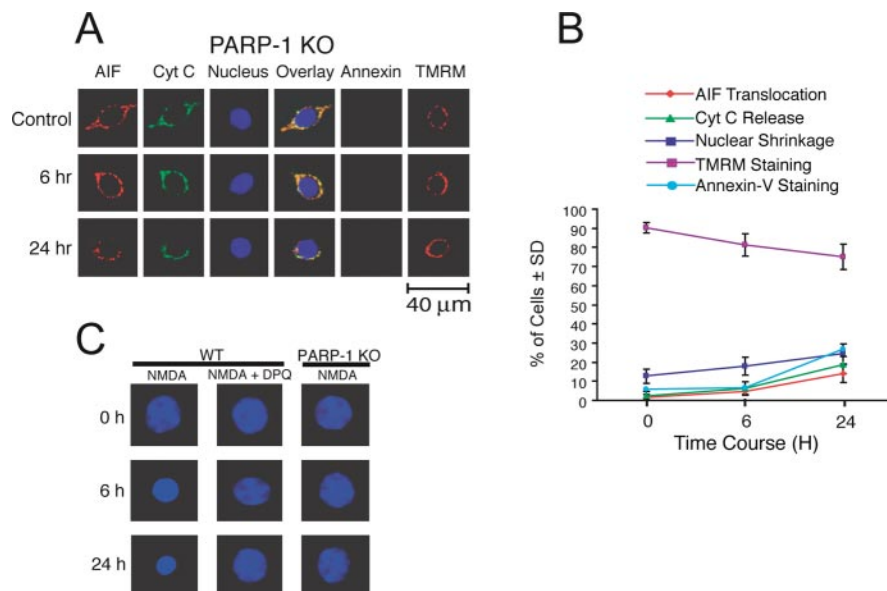 A
PARP-1 KO
AIF Cyt C Nucleus Overlay Annexin TMRM
Control
6 hr
24 hr
40 µm
B
AIF Translocation
Cyt C Release
Nuclear Shrinkage
TMRM Staining
Annexin-V Staining
% of Cells ± SD
100
90
80
70
60
50
40
30
20
10
0
0 6 24
Time Course (H)
C
WT PARP-1 KO
NMDA NMDA + DPQ NMDA
0 h
6 h
24 h